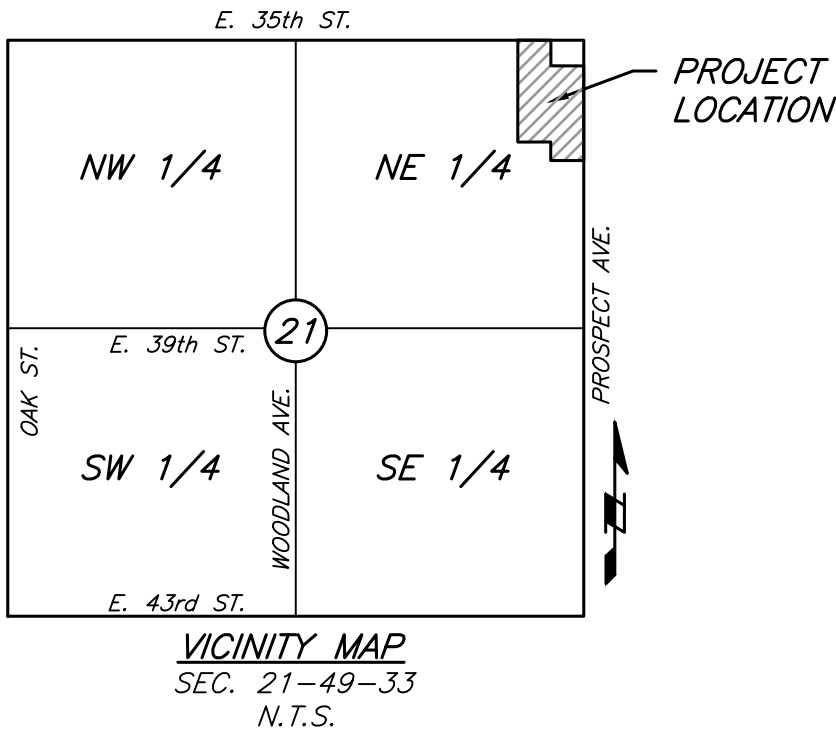 E. 35th ST.
PROJECT
LOCATION
NW 1/4
NE 1/4
PROSPECT AVE.
21
E. 39th ST.
OAK ST.
WOODLAND AVE.
SW 1/4
SE 1/4
E. 43rd ST.
VICINITY MAP
SEC. 21-49-33
N.T.S.